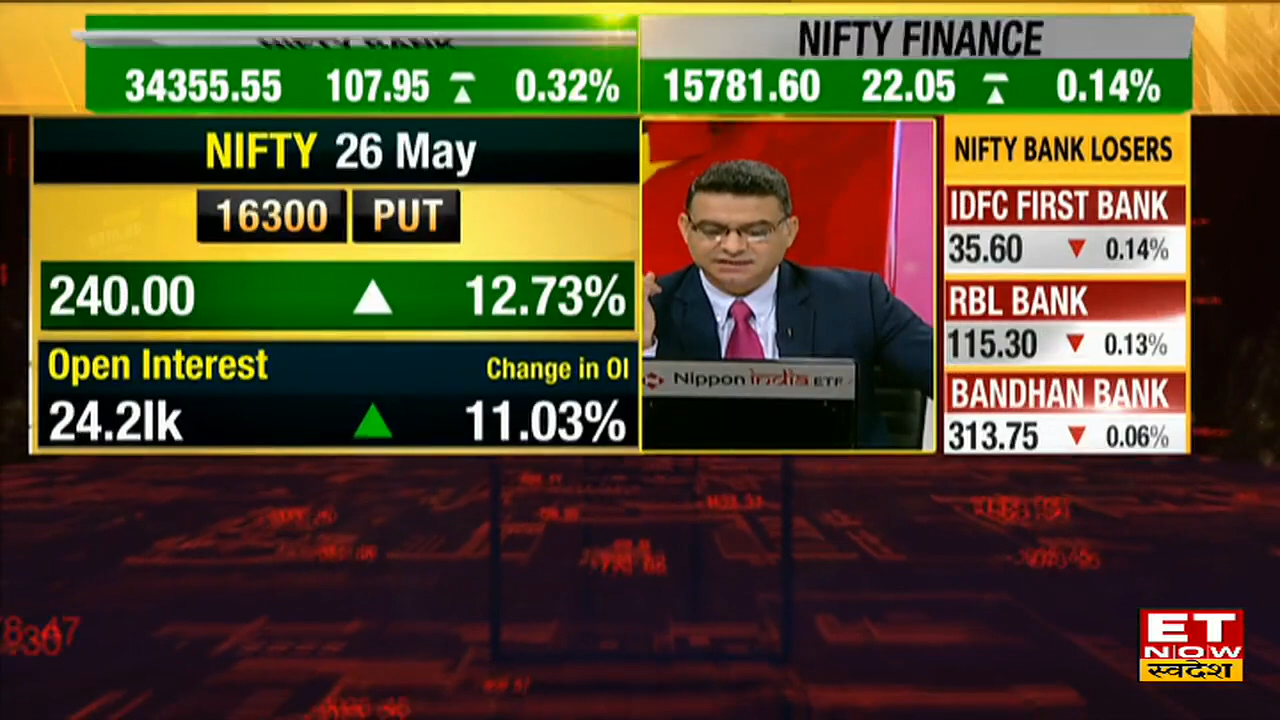 NIFTY BANK
34355.55 107.95 0.32%
NIFTY FINANCE
15781.60 22.05 0.14%
NIFTY 26 May
16300 PUT
240.00 12.73%
Open Interest Change in OI
24.2lk 11.03%
Nippon india ETF
NIFTY BANK LOSERS
IDFC FIRST BANK
35.60 0.14%
RBL BANK
115.30 0.13%
BANDHAN BANK
313.75 0.06%
ET
NOW
स्वदेश